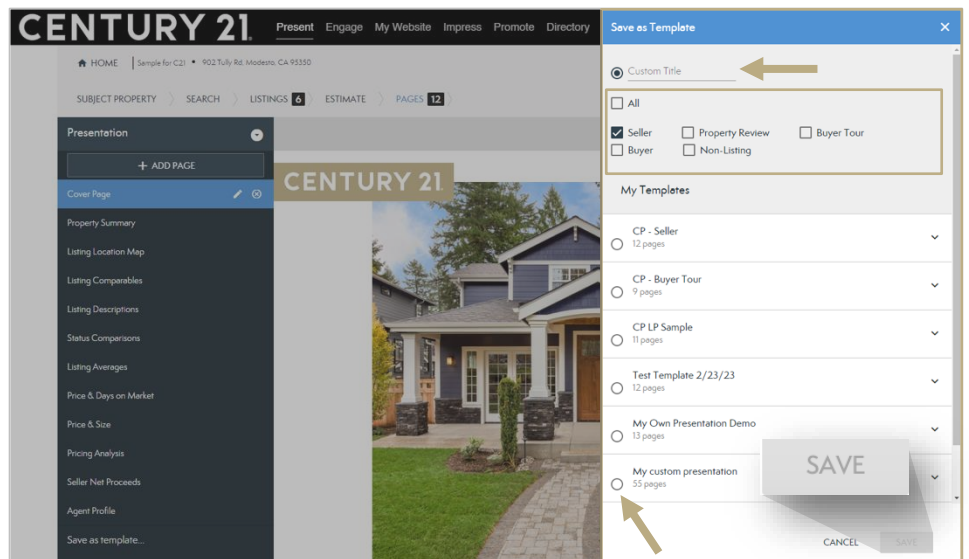 CENTURY 21.
Present Engage My Website Impress Promote Directory
HOME Sample for C21 • 902 Tully Rd. Modesto, CA 95350
SUBJECT PROPERTY SEARCH LISTINGS 6 ESTIMATE PAGES 12
Presentation
+ ADD PAGE
Cover Page
Property Summary
Listing Location Map
Listing Comparables
Listing Descriptions
Status Comparisons
Listing Averages
Price & Days on Market
Price & Size
Pricing Analysis
Seller Net Proceeds
Agent Profile
Save as template...
CENTURY 21.
Save as Template
Custom Title
All
Seller Property Review Buyer Tour
Buyer Non-Listing
My Templates
CP - Seller
12 pages
CP - Buyer Tour
9 pages
CP LP Sample
11 pages
Test Template 2/23/23
12 pages
My Own Presentation Demo
13 pages
My custom presentation
55 pages
SAVE
CANCEL SAVE